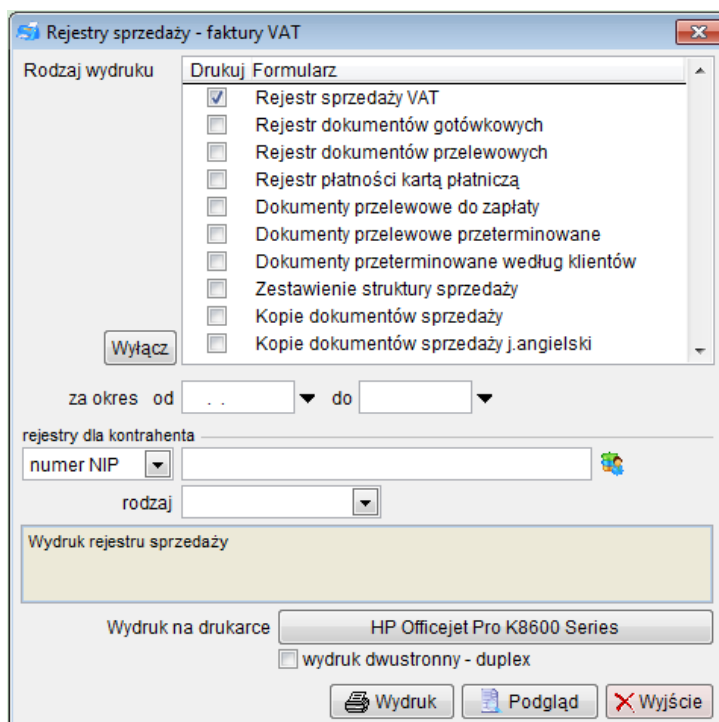 Rejestry sprzedaży - faktury VAT
Rodzaj wydruku
Drukuj Formularz
Rejestr sprzedaży VAT
Rejestr dokumentów gotówkowych
Rejestr dokumentów przelewowych
Rejestr płatności kartą płatniczą
Dokumenty przelewowe do zapłaty
Dokumenty przelewowe przeterminowane
Dokumenty przeterminowane według klientów
Zestawienie struktury sprzedaży
Kopie dokumentów sprzedaży
Wyłącz Kopie dokumentów sprzedaży j.angielski
za okres od . . do
rejestry dla kontrahenta
numer NIP
rodzaj
Wydruk rejestru sprzedaży
Wydruk na drukarce HP Officejet Pro K8600 Series
wydruk dwustronny - duplex
Wydruk Podgląd Wyjście